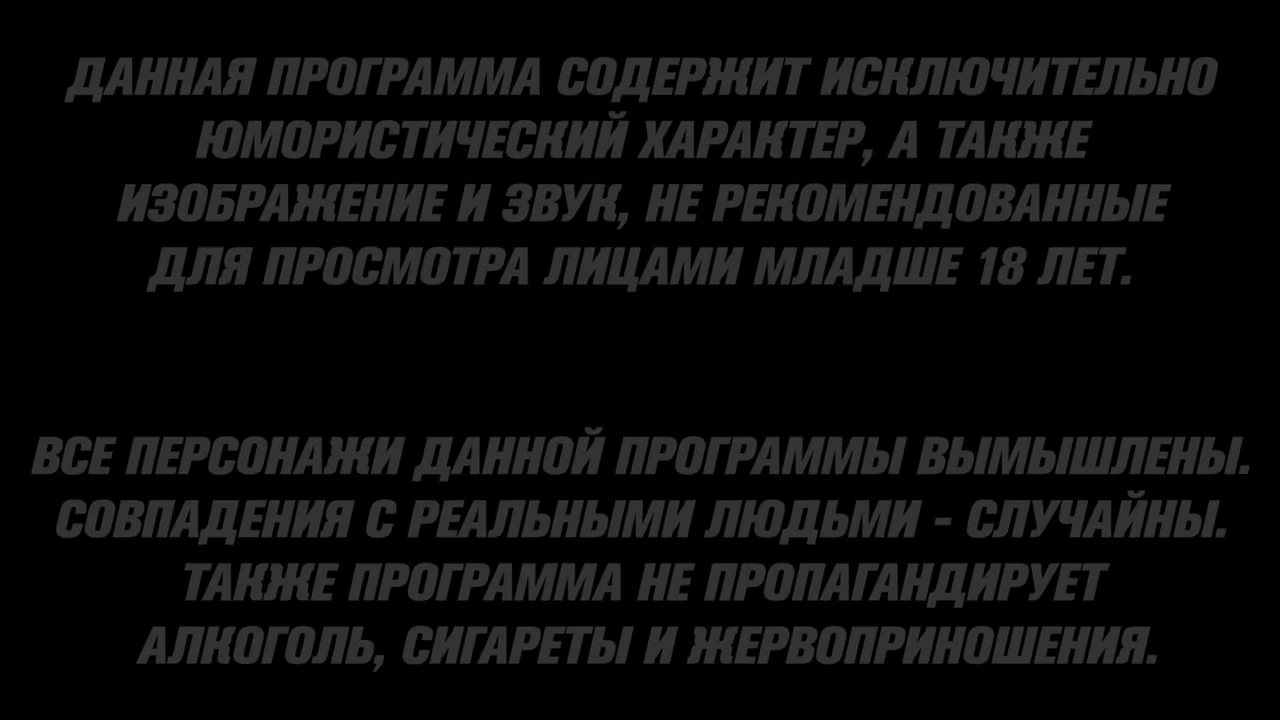 ДАННАЯ ПРОГРАММА СОДЕРЖИТ ИСКЛЮЧИТЕЛЬНО
ЮМОРИСТИЧЕСКИЙ ХАРАКТЕР, А ТАКЖЕ
ИЗОБРАЖЕНИЕ И ЗВУК, НЕ РЕКОМЕНДОВАННЫЕ
ДЛЯ ПРОСМОТРА ЛИЦАМИ МЛАДШЕ 18 ЛЕТ.
ВСЕ ПЕРСОНАЖИ ДАННОЙ ПРОГРАММЫ ВЫМЫШЛЕНЫ.
СОВПАДЕНИЯ С РЕАЛЬНЫМИ ЛЮДЬМИ - СЛУЧАЙНЫ.
ТАКЖЕ ПРОГРАММА НЕ ПРОПАГАНДИРУЕТ
АЛКОГОЛЬ, СИГАРЕТЫ И ЖЕРВОПРИНОШЕНИЯ.